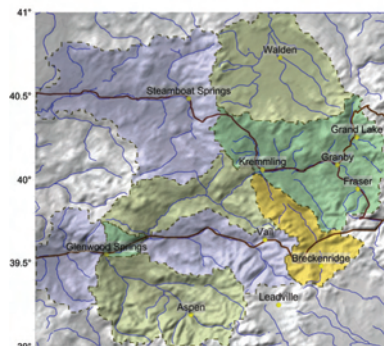 41°
Walden
Steamboat Springs
40.5°
Grand Lake
Kremmling
Granby
40°
Fraser
Vail
Glenwood Springs
Breckenridge
39.5°
Leadville
Aspen
39°